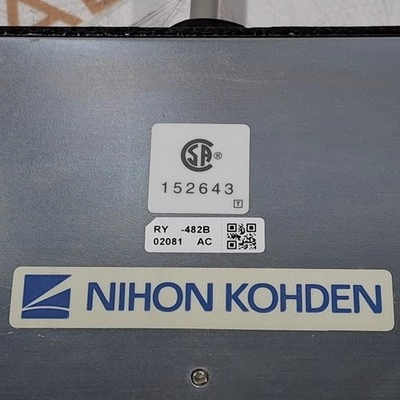 CSA ®
152643
T
RY -482B
02081 AC
NIHON KOHDEN